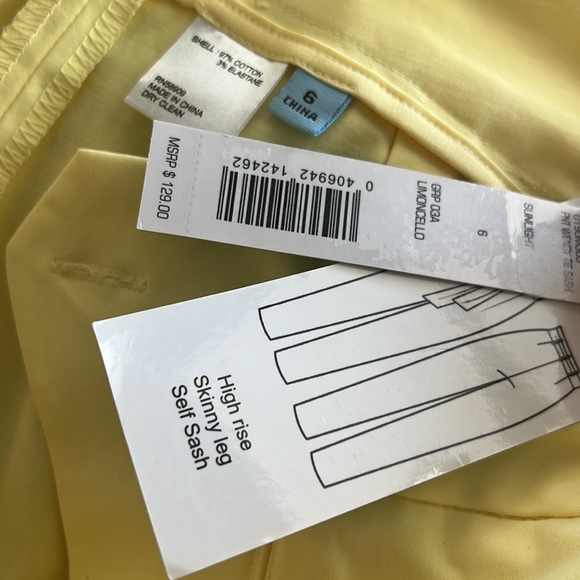 SHELL: 97% COTTON
3% ELASTANE
RN58609
MADE IN CHINA
DRY CLEAN
6
CHINA
MSRP $ 129.00
0 406942 142462
GRP 03A
LIMONCELLO
6
SUNLIGHT
High rise
Skinny leg
Self Sash